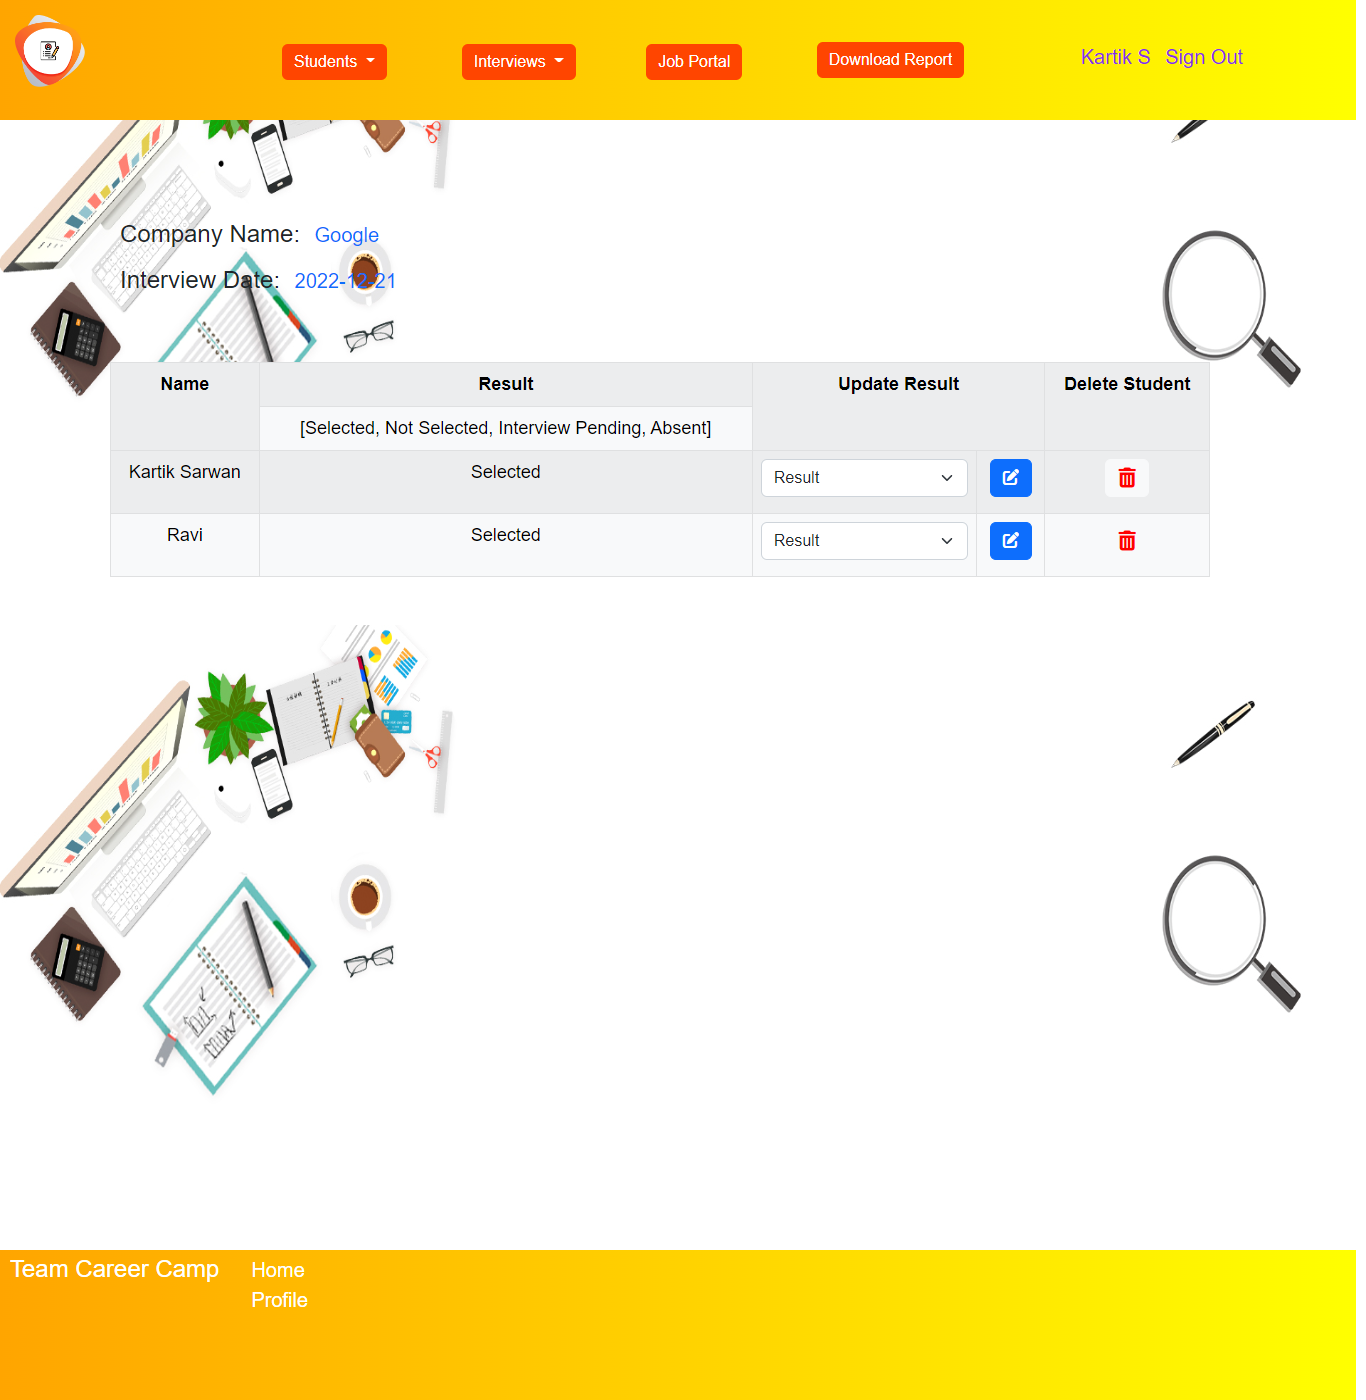 Students
Interviews
Job Portal
Download Report
Kartik S
Sign Out
Company Name: Google
Interview Date: 2022-12-21
Name
Result
Update Result
Delete Student
[Selected, Not Selected, Interview Pending, Absent]
Kartik Sarwan
Selected
Result
Ravi
Selected
Result
Team Career Camp
Home
Profile